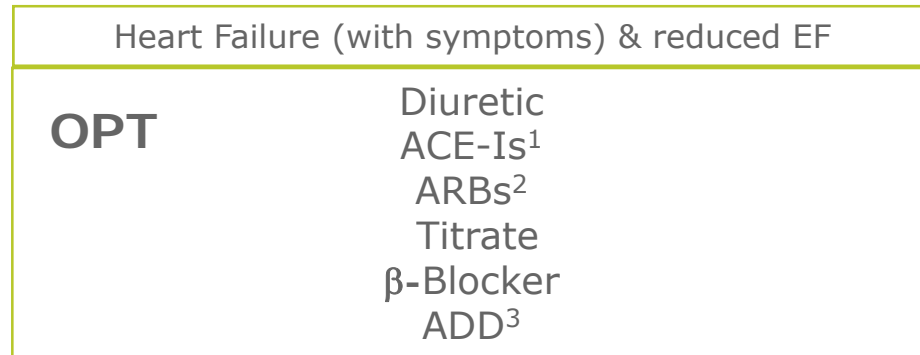 Heart Failure (with symptoms) & reduced EF
OPT
Diuretic
ACE-Is¹
ARBs²
Titrate
β-Blocker
ADD³